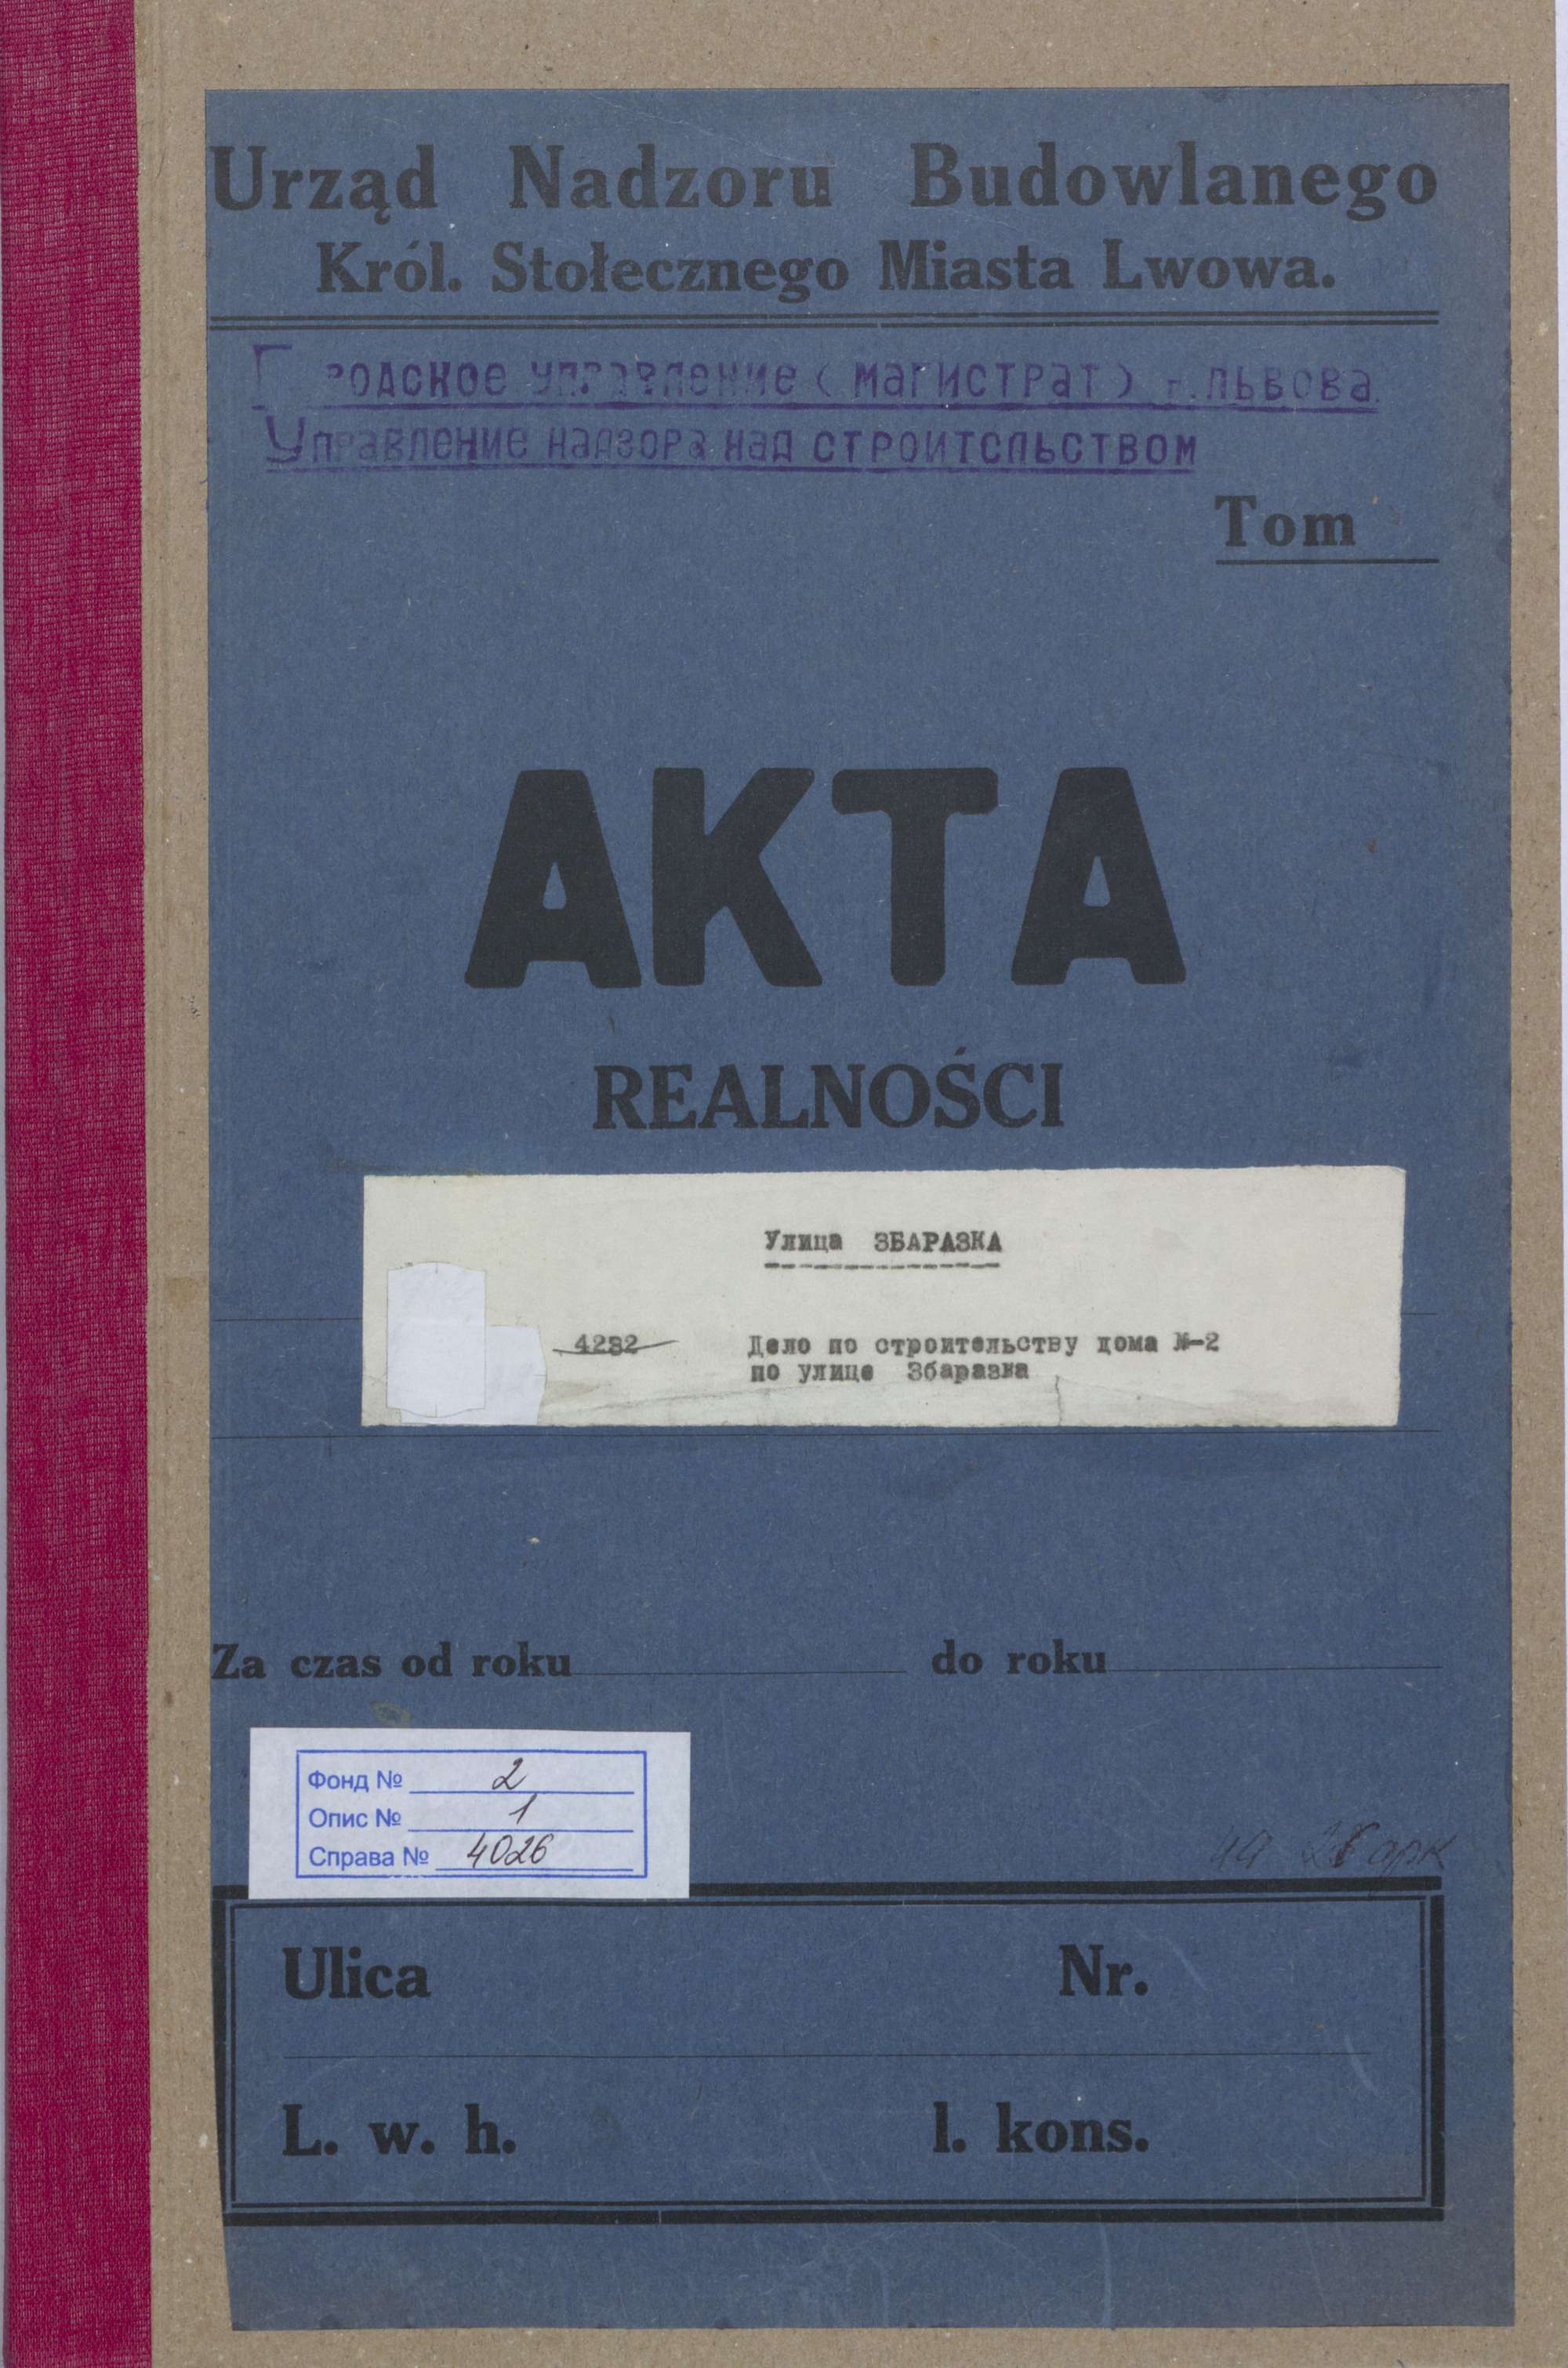 Urząd Nadzoru Budowlanego
Król. Stołecznego Miasta Lwowa.
Городское управление (магистрат) г. Львова.
Управление надзора над строительством
Tom
AKTA
REALNOŚCI
Улица ЗБАРАЗКА
4282 Дело по строительству дома №-2
по улице Збаразка
Za czas od roku do roku
Фонд № 2
Опис № 1
Справа № 4026
на арк
Ulica Nr.
L. w. h. l. kons.